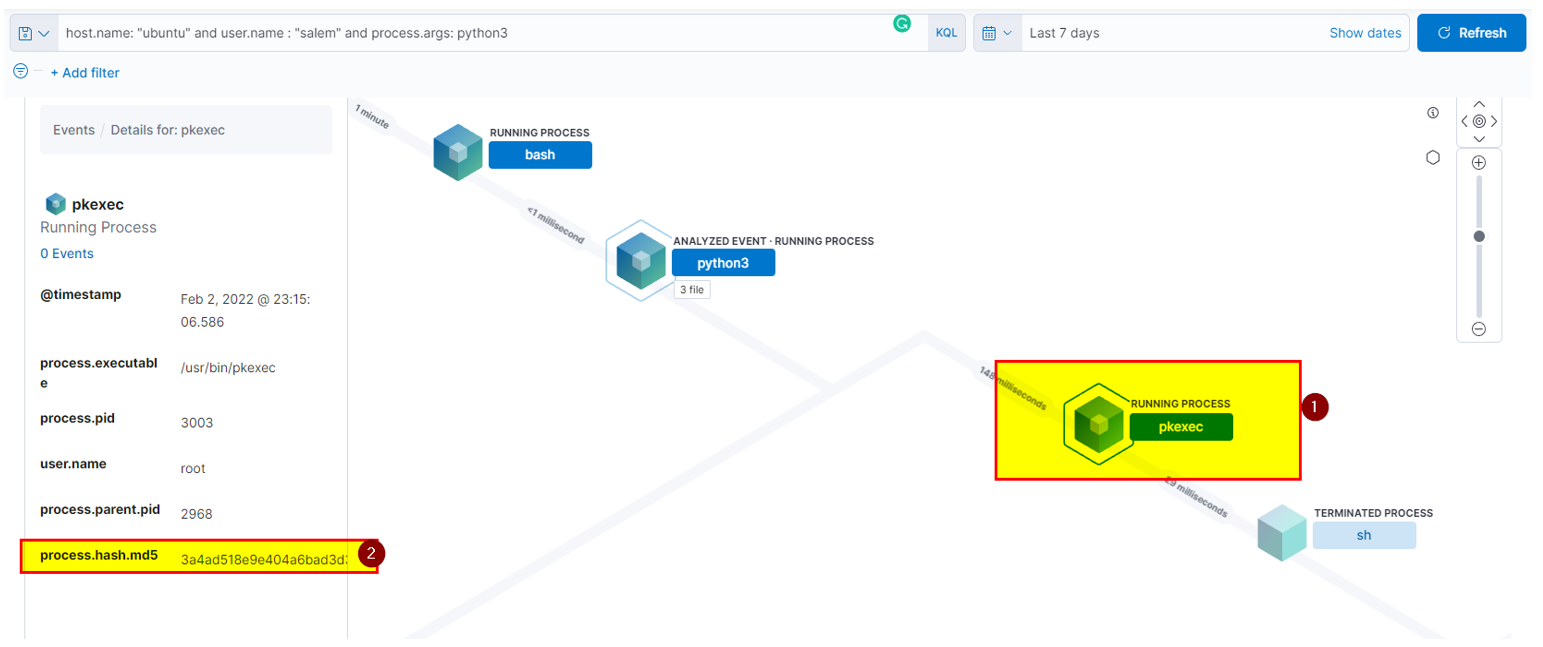 host.name: "ubuntu" and user.name : "salem" and process.args: python3
KQL
Last 7 days
Show dates
Refresh
+ Add filter
Events / Details for: pkexec
pkexec
Running Process
0 Events
@timestamp
Feb 2, 2022 @ 23:15:
06.586
process.executabl
e
/usr/bin/pkexec
process.pid
3003
user.name
root
process.parent.pid
2968
process.hash.md5
3a4ad518e9e404a6bad3d
2
1 minute
RUNNING PROCESS
bash
<1 millisecond
ANALYZED EVENT · RUNNING PROCESS
python3
3 file
148 milliseconds
RUNNING PROCESS
pkexec
1
29 milliseconds
TERMINATED PROCESS
sh